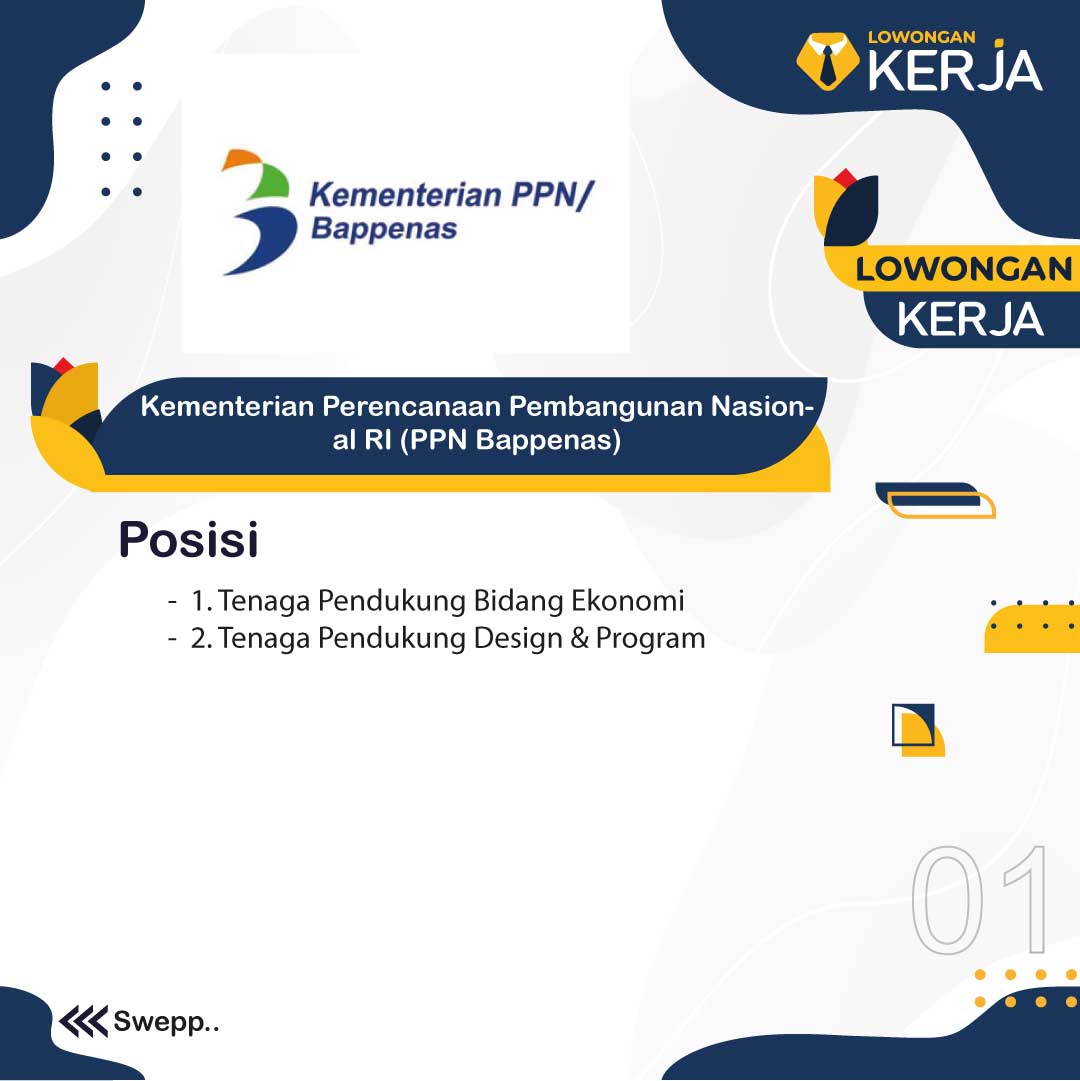 LOWONGAN
KERJA
Kementerian PPN/
Bappenas
LOWONGAN
KERJA
Kementerian Perencanaan Pembangunan Nasion-
al RI (PPN Bappenas)
Posisi
- 1. Tenaga Pendukung Bidang Ekonomi
- 2. Tenaga Pendukung Design & Program
01
Swepp..